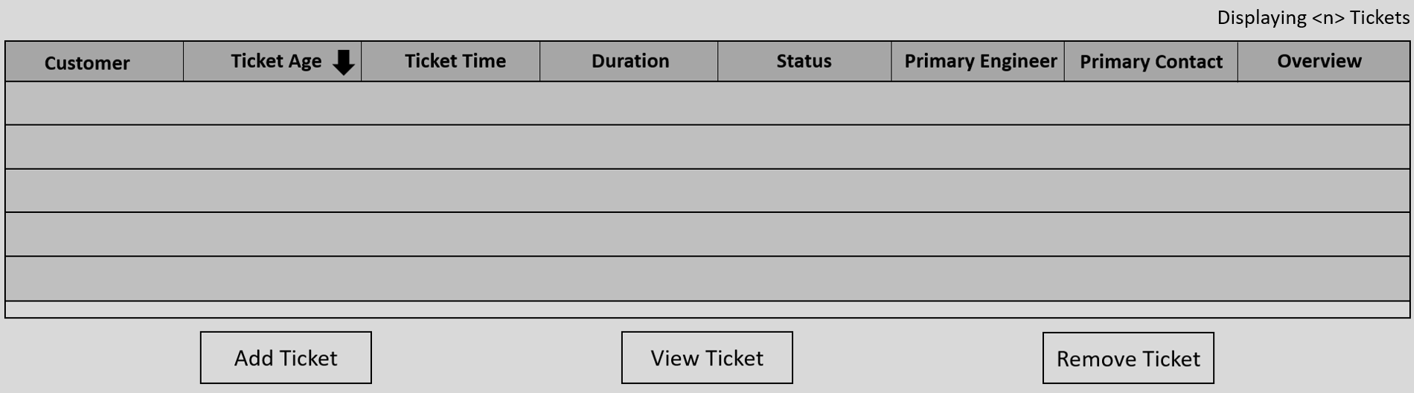 Displaying <n> Tickets
Customer Ticket Age Ticket Time Duration Status Primary Engineer Primary Contact Overview
Add Ticket View Ticket Remove Ticket